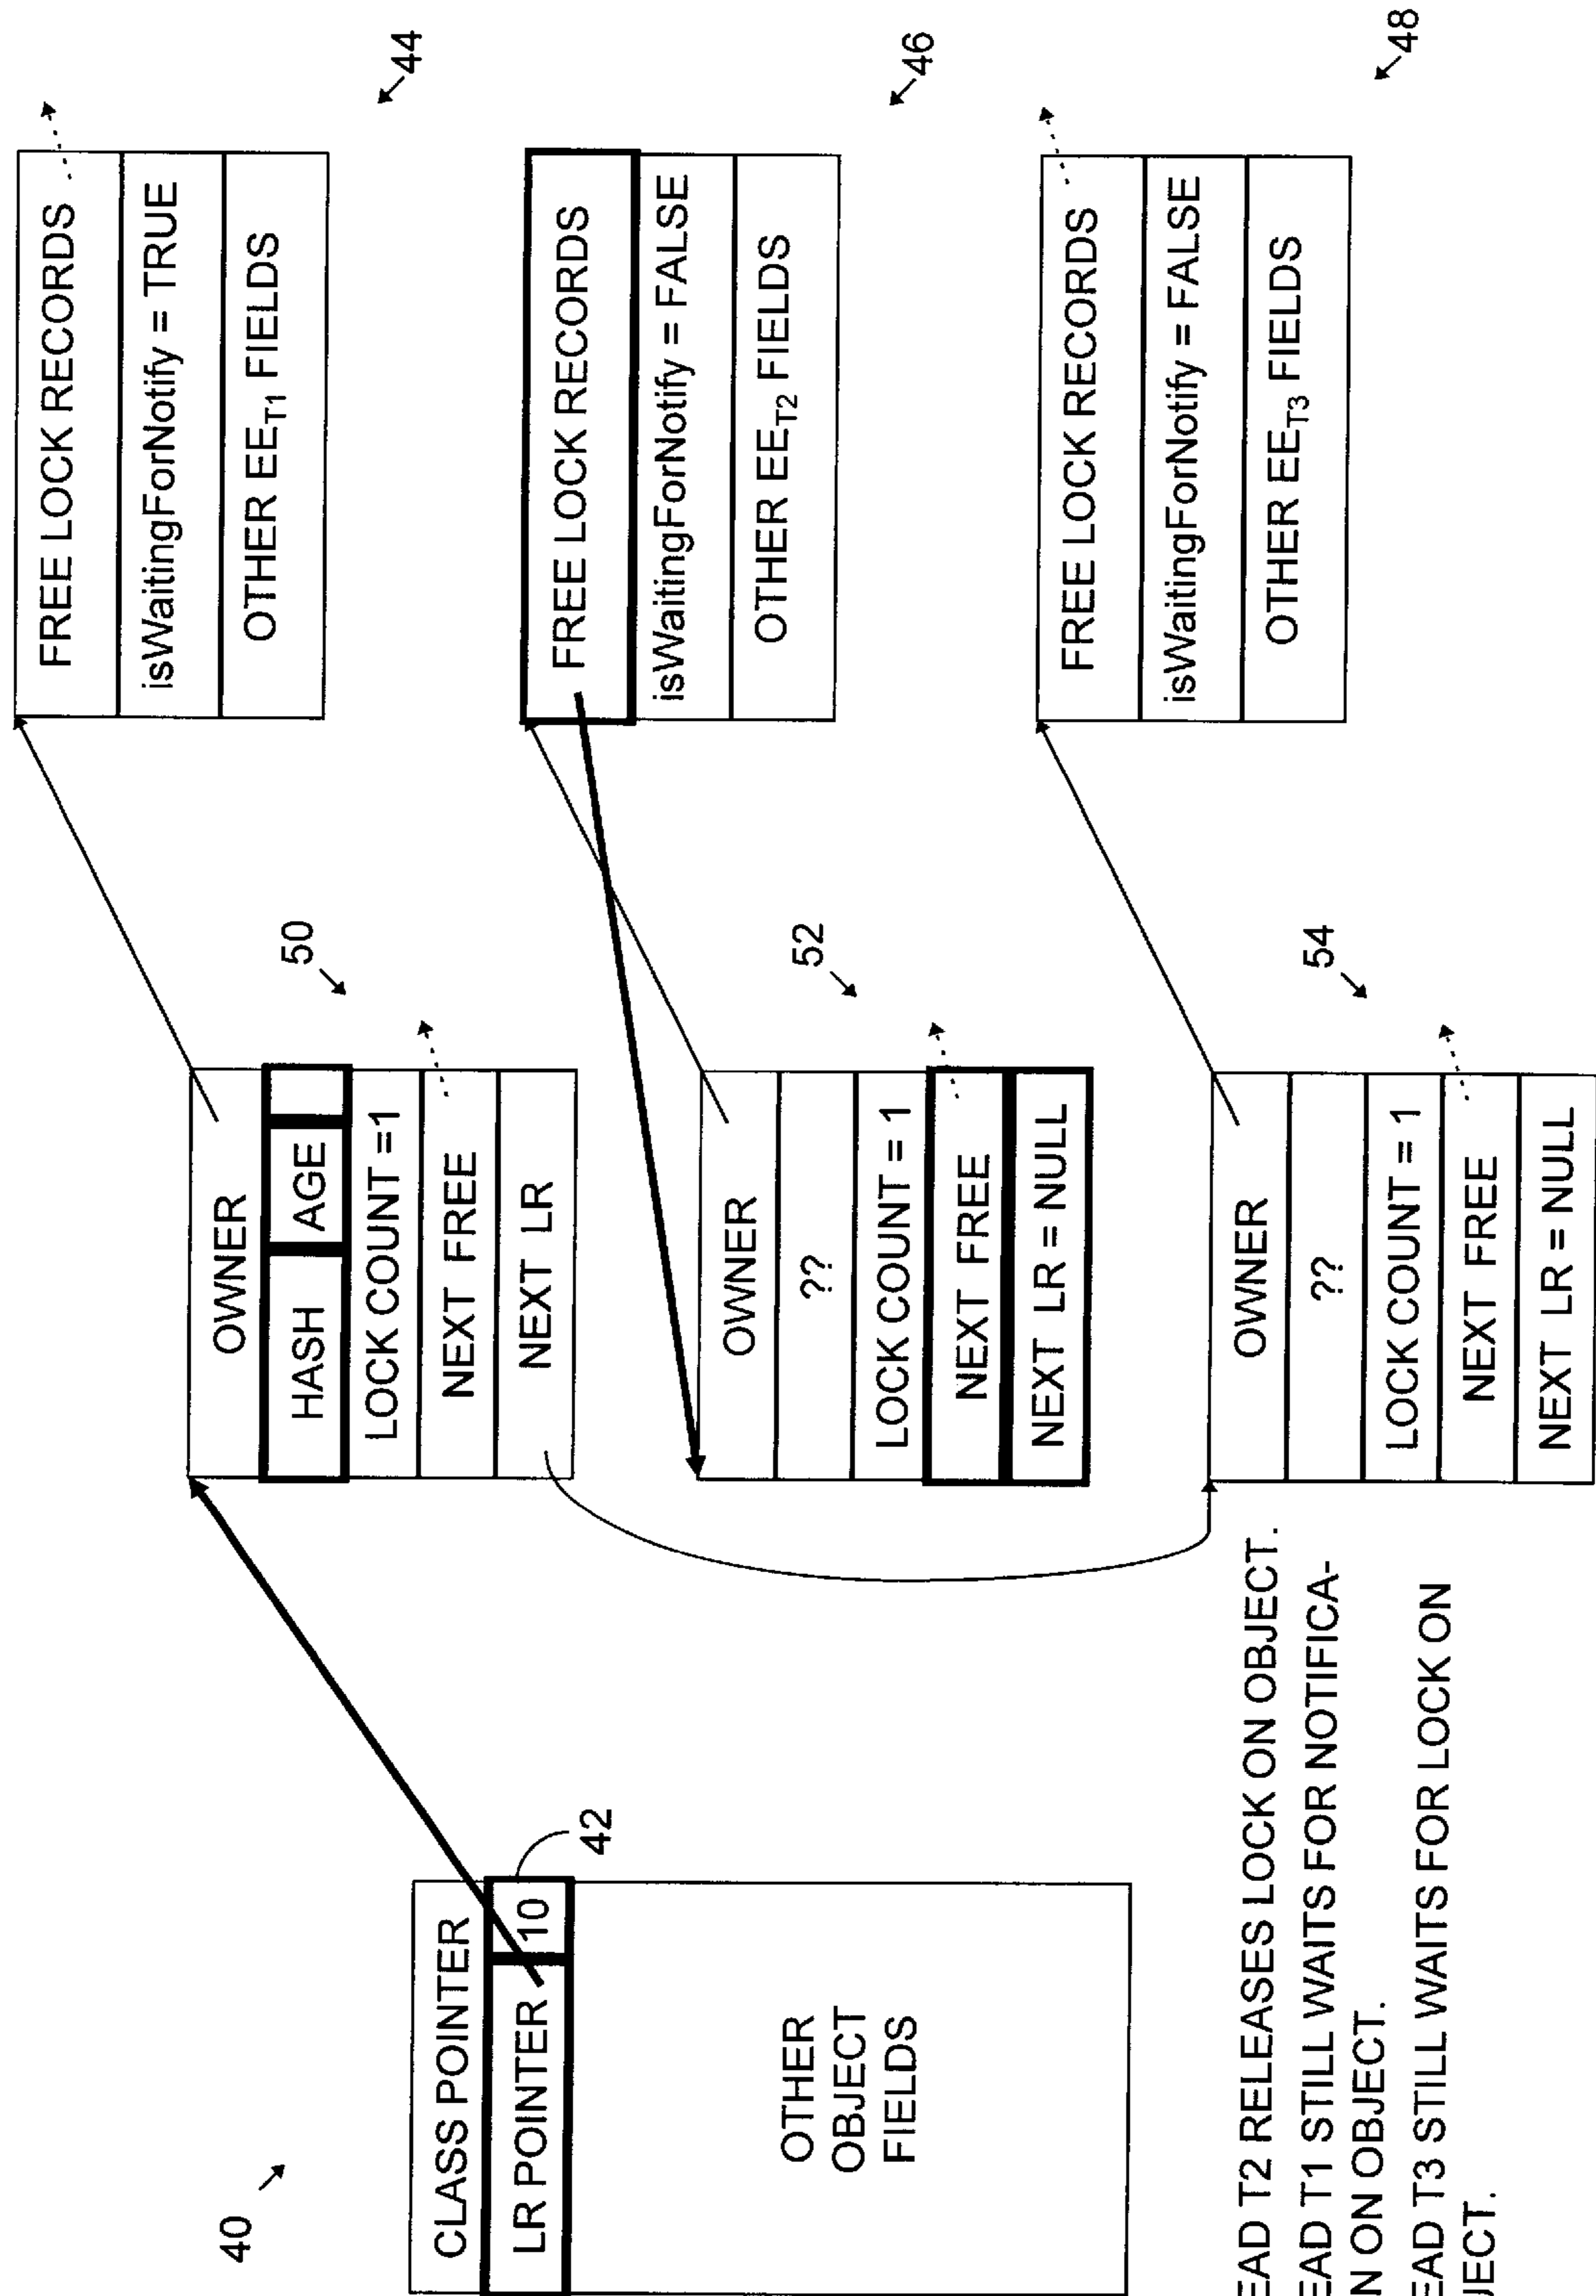 40
CLASS POINTER
LR POINTER 10
42
OTHER
OBJECT
FIELDS
50
OWNER
HASH AGE
LOCK COUNT =1
NEXT FREE
NEXT LR
52
OWNER
??
LOCK COUNT = 1
NEXT FREE
NEXT LR = NULL
54
OWNER
??
LOCK COUNT = 1
NEXT FREE
NEXT LR = NULL
44
FREE LOCK RECORDS
isWaitingForNotify = TRUE
OTHER EE_T1 FIELDS
46
FREE LOCK RECORDS
isWaitingForNotify = FALSE
OTHER EE_T2 FIELDS
48
FREE LOCK RECORDS
isWaitingForNotify = FALSE
OTHER EE_T3 FIELDS
EAD T2 RELEASES LOCK ON OBJECT.
EAD T1 STILL WAITS FOR NOTIFICA-
N ON OBJECT.
EAD T3 STILL WAITS FOR LOCK ON
JECT.